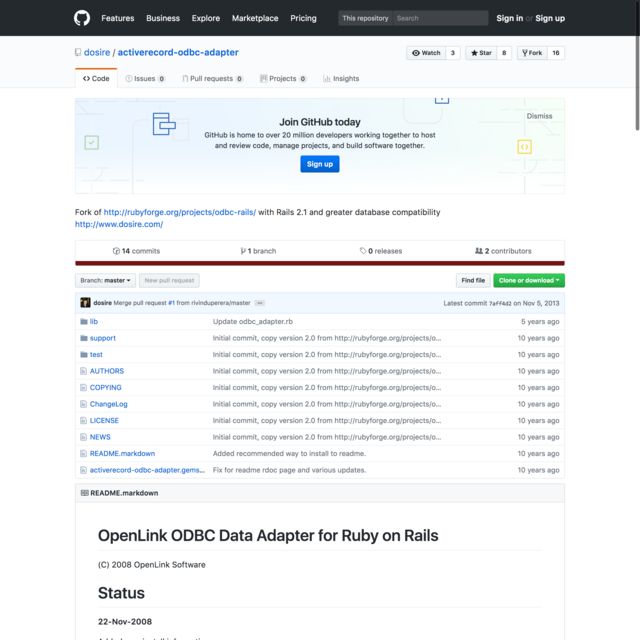 Features Business Explore Marketplace Pricing This repository Search Sign in or Sign up
dosire / activerecord-odbc-adapter Watch 3 Star 8 Fork 16
Code Issues 0 Pull requests 0 Projects 0 Insights
Join GitHub today
Dismiss
GitHub is home to over 20 million developers working together to host
and review code, manage projects, and build software together.
Sign up
Fork of http://rubyforge.org/projects/odbc-rails/ with Rails 2.1 and greater database compatibility
http://www.dosire.com/
14 commits 1 branch 0 releases 2 contributors
Branch: master New pull request Find file Clone or download
dosire Merge pull request #1 from rivinduperera/master ... Latest commit 7aff4d2 on Nov 5, 2013
lib Update odbc_adapter.rb 5 years ago
support Initial commit, copy version 2.0 from http://rubyforge.org/projects/o... 10 years ago
test Initial commit, copy version 2.0 from http://rubyforge.org/projects/o... 10 years ago
AUTHORS Initial commit, copy version 2.0 from http://rubyforge.org/projects/o... 10 years ago
COPYING Initial commit, copy version 2.0 from http://rubyforge.org/projects/o... 10 years ago
ChangeLog Initial commit, copy version 2.0 from http://rubyforge.org/projects/o... 10 years ago
LICENSE Initial commit, copy version 2.0 from http://rubyforge.org/projects/o... 10 years ago
NEWS Initial commit, copy version 2.0 from http://rubyforge.org/projects/o... 10 years ago
README.markdown Added recommended way to install to readme. 10 years ago
activerecord-odbc-adapter.gems... Fix for readme rdoc page and various updates. 10 years ago
README.markdown
OpenLink ODBC Data Adapter for Ruby on Rails
(C) 2008 OpenLink Software
Status
22-Nov-2008